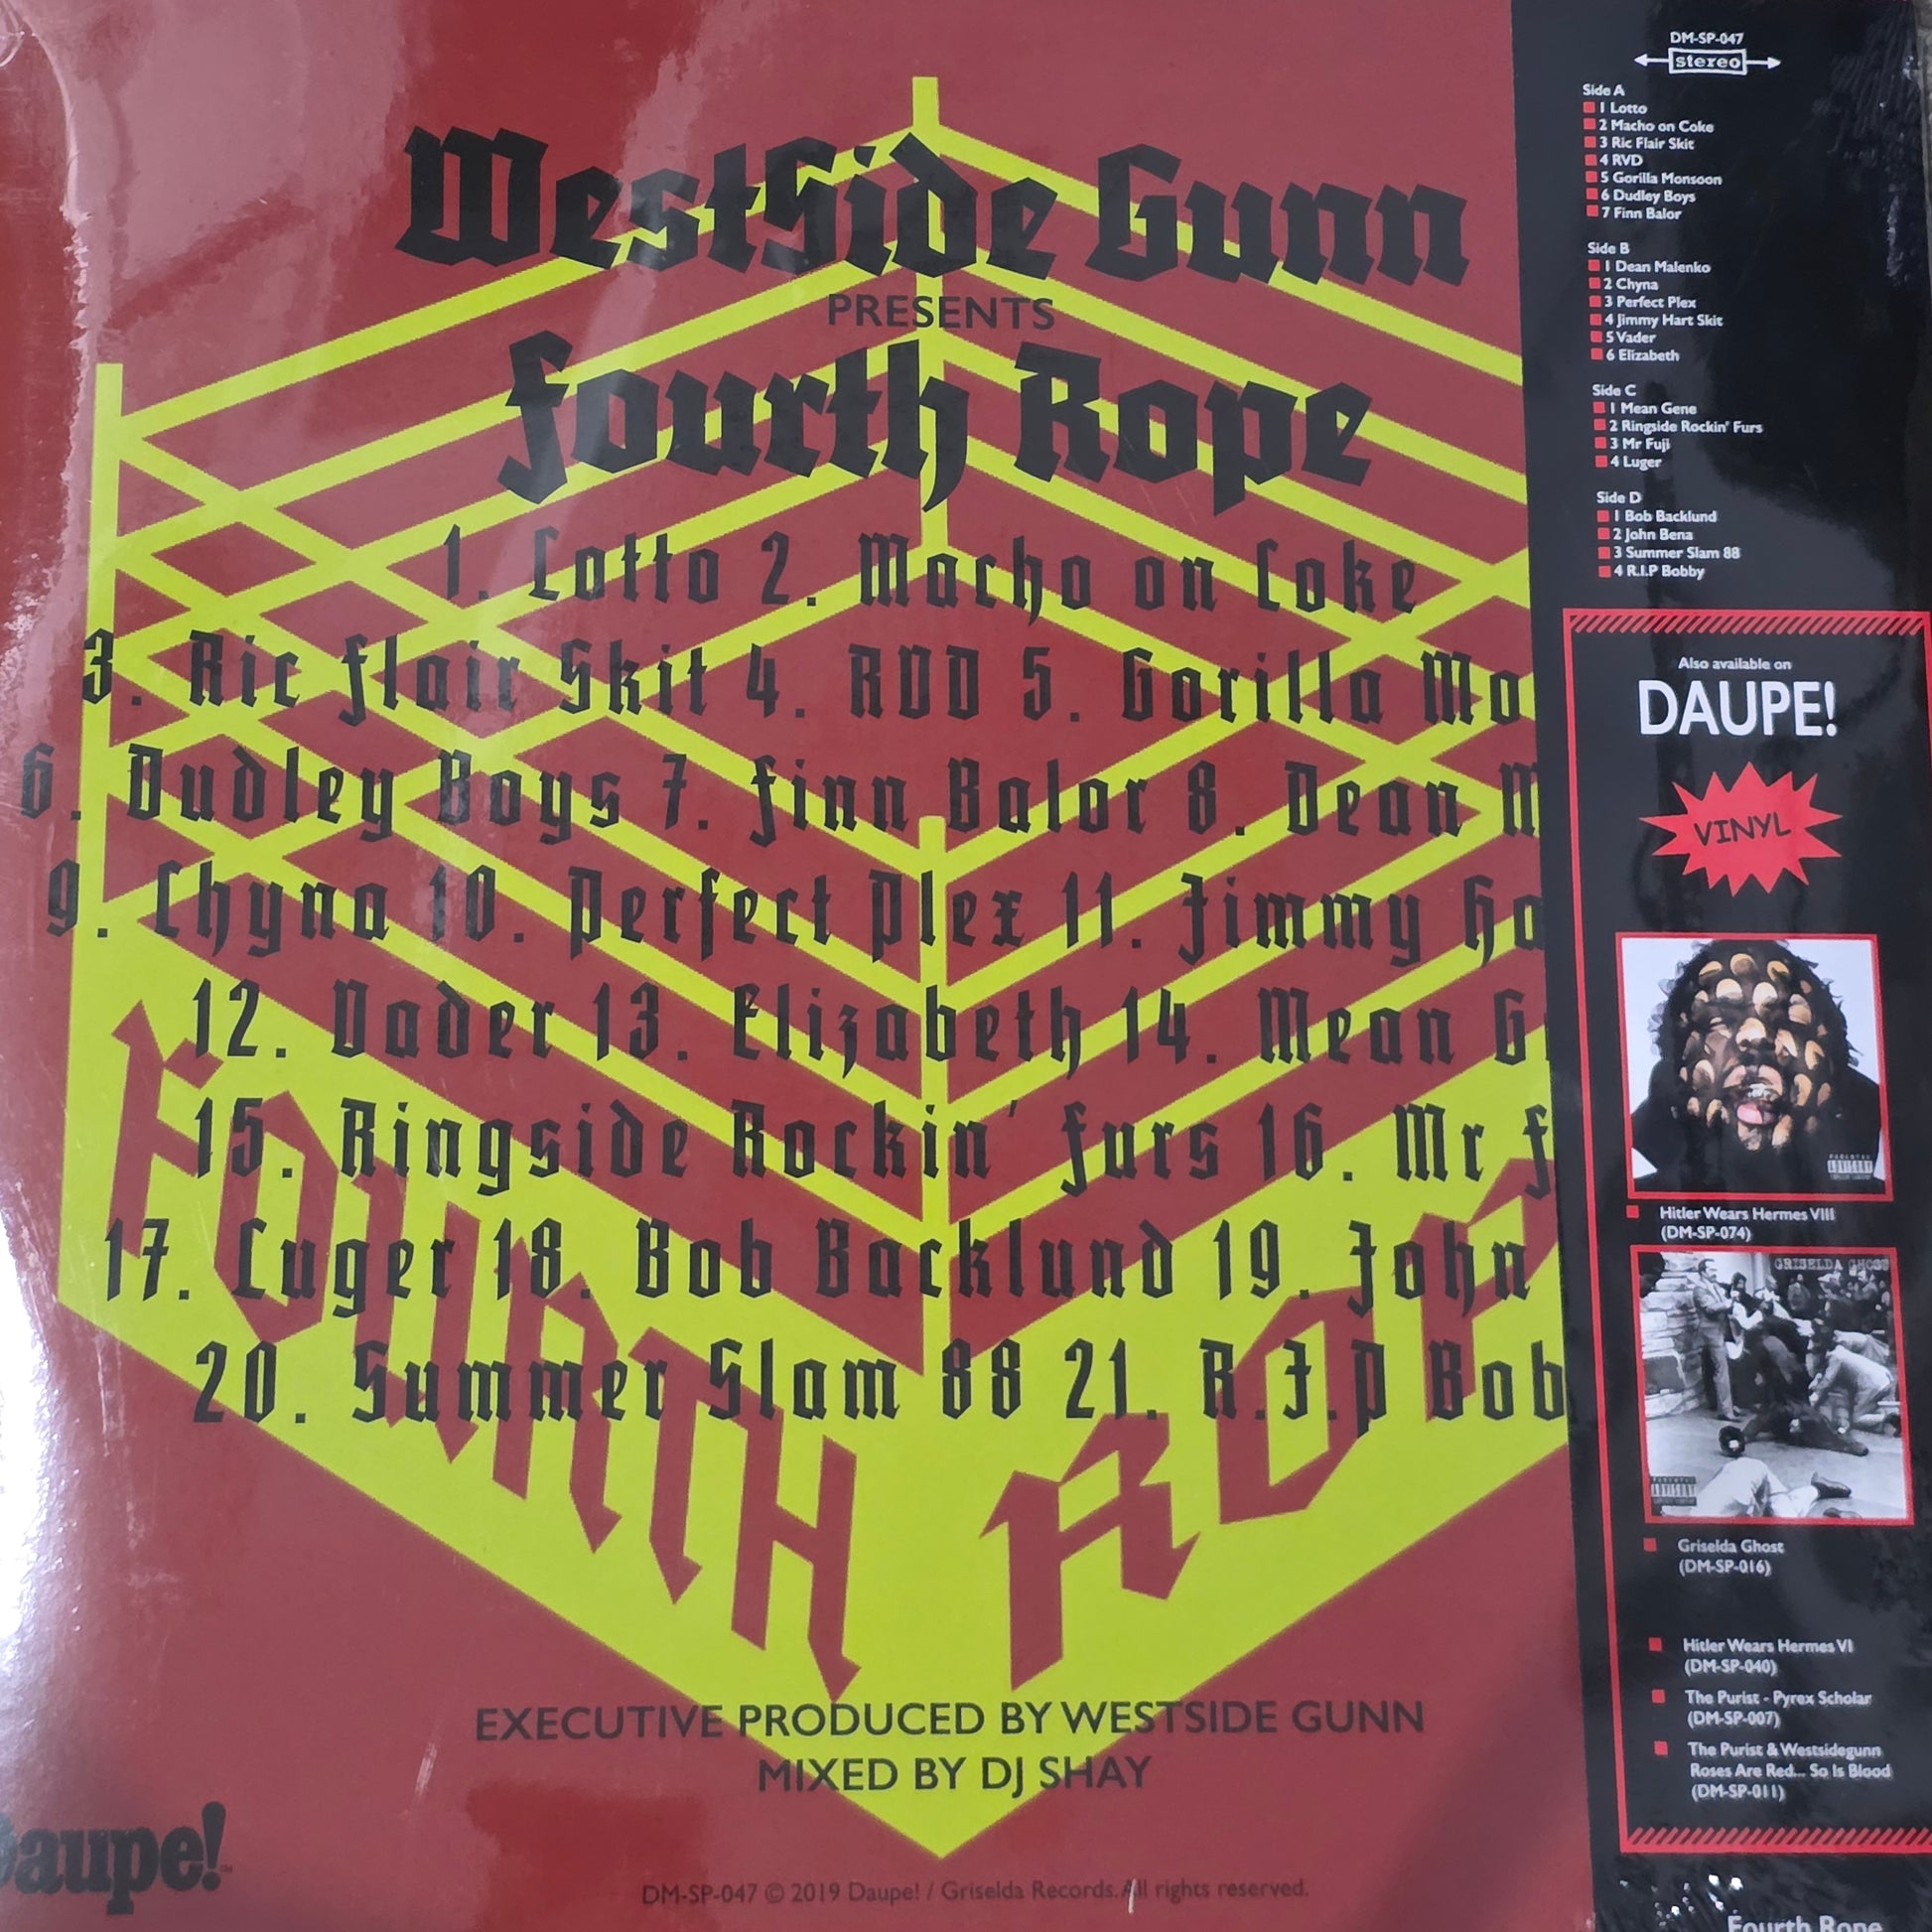 WestSide Gunn
PRESENTS
Fourth Rope
1. Lotto 2. Macho on Coke
3. Ric Flair Skit 4. RVD 5. Gorilla Mo
6. Dudley Boys 7. Finn Balor 8. Dean M
9. Chyna 10. Perfect Plex 11. Jimmy Ha
12. Vader 13. Elizabeth 14. Mean G
15. Ringside Rockin' Furs 16. Mr F
17. Luger 18. Bob Backlund 19. John
20. Summer Slam 88 21. R.I.P Bob
FOURTH ROP
EXECUTIVE PRODUCED BY WESTSIDE GUNN
MIXED BY DJ SHAY
Daupe!
DM-SP-047 © 2019 Daupe! / Griselda Records. All rights reserved.
DM-SP-047
stereo
Side A
1 Lotto
2 Macho on Coke
3 Ric Flair Skit
4 RVD
5 Gorilla Monsoon
6 Dudley Boys
7 Finn Balor
Side B
1 Dean Malenko
2 Chyna
3 Perfect Plex
4 Jimmy Hart Skit
5 Vader
6 Elizabeth
Side C
1 Mean Gene
2 Ringside Rockin' Furs
3 Mr Fuji
4 Luger
Side D
1 Bob Backlund
2 John Bena
3 Summer Slam 88
4 R.I.P Bobby
Also available on
DAUPE!
VINYL
PARENTAL
ADVISORY
Hitler Wears Hermes VIII
(DM-SP-074)
GRISELDA GHOST
PARENTAL
ADVISORY
Griselda Ghost
(DM-SP-016)
Hitler Wears Hermes VI
(DM-SP-040)
The Purist - Pyrex Scholar
(DM-SP-007)
The Purist & Westsidegunn
Roses Are Red... So Is Blood
(DM-SP-011)
Fourth Rope